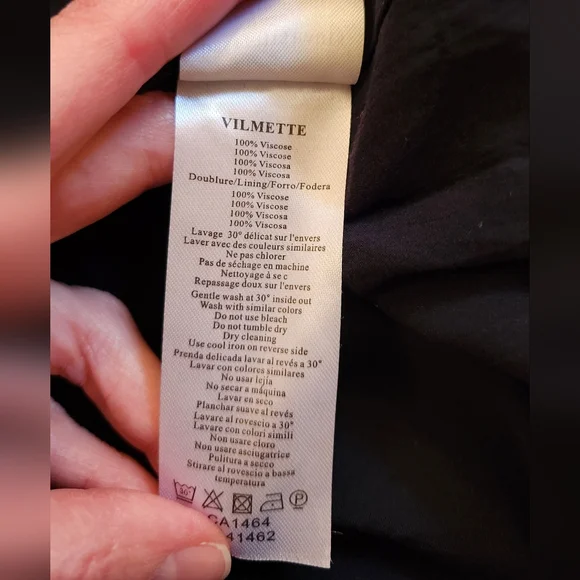 VILMETTE
100% Viscose
100% Viscose
100% Viscosa
100% Viscosa
Doublure/Lining/Forro/Fodera
100% Viscose
100% Viscose
100% Viscosa
100% Viscosa
Lavage 30° délicat sur l'envers
Laver avec des couleurs similaires
Ne pas chlorer
Pas de séchage en machine
Nettoyage à se c
Repassage doux sur l'envers
Gentle wash at 30° inside out
Wash with similar colors
Do not use bleach
Do not tumble dry
Dry cleaning
Use cool iron on reverse side
Prenda delicada lavar al revés a 30°
Lavar con colores similares
No usar lejía
No secar a máquina
Lavar en seco
Planchar suave al revés
Lavare al rovescio a 30°
Lavare con colori simili
Non usare cloro
Non usare asciugatrice
Pulitura a secco
Stirare al rovescio a bassa
temperatura
30° P
CA1464
41462